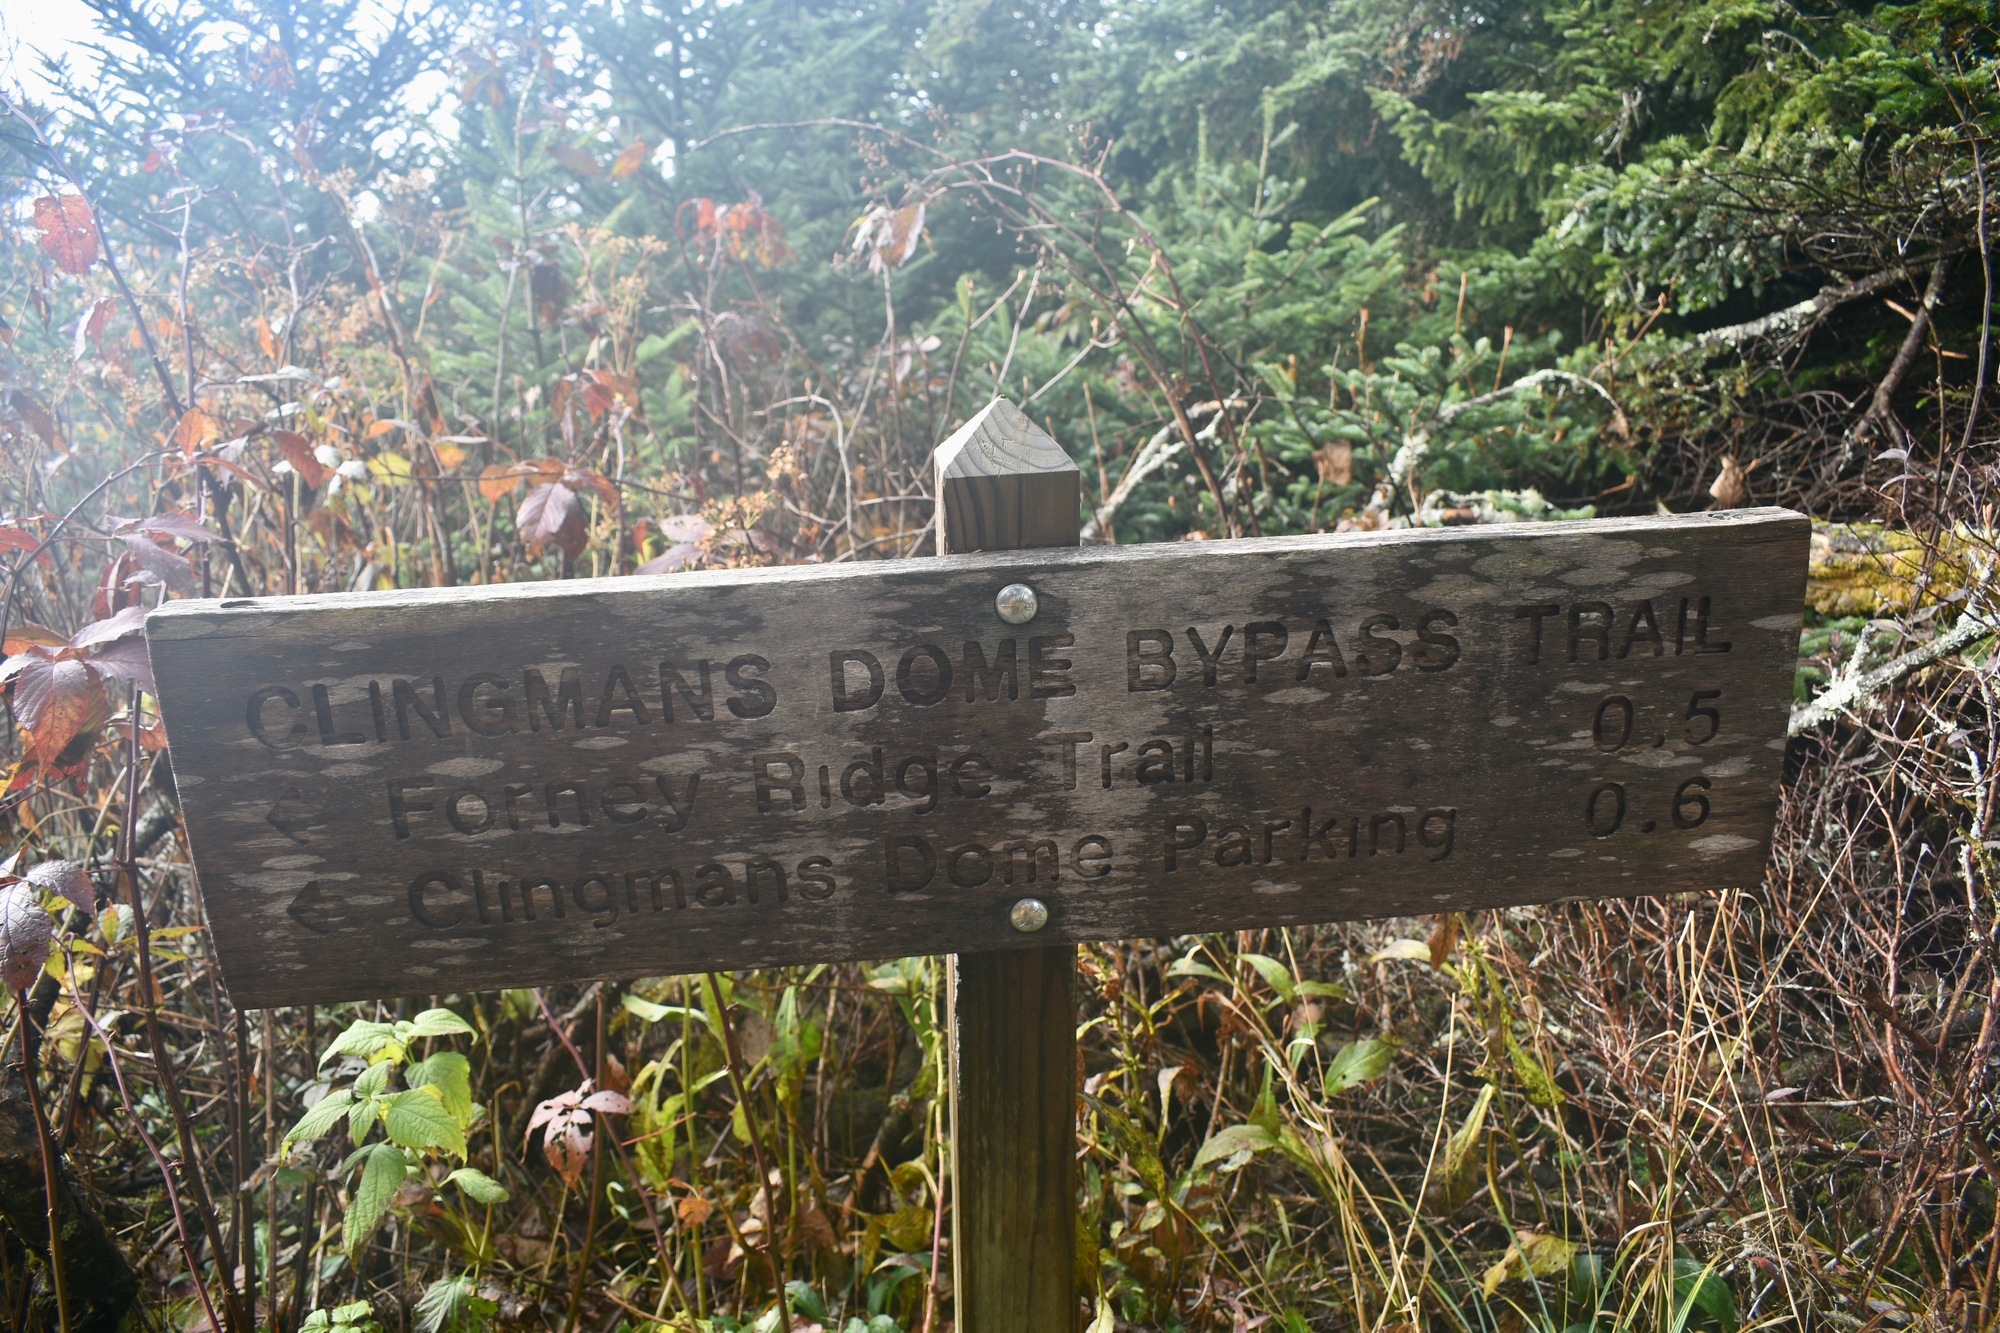 CLINGMANS DOME BYPASS TRAIL
← Forney Ridge Trail 0.5
← Clingmans Dome Parking 0.6